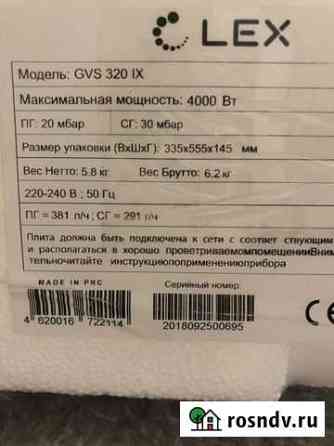 LEX
Модель: GVS 320 IX
Максимальная мощность: 4000 Вт
ПГ: 20 мбар СГ: 30 мбар
Размер упаковки (ВхШхГ): 335х555х145 мм
Вес Нетто: 5.8 кг Вес Брутто: 6.2 кг
220-240 В ; 50 Гц
ПГ = 381 л/ч ; СГ = 291 г/ч
Плита должна быть подключена к сети с соответ ствующим
и располагаться в хорошо проветриваемомпомещенииВним
тельночитайте инструкциюпоприменениюприбора
MADE IN PRC Серийный номер:
4 620016 722114 2018092500695
rosndv.ru